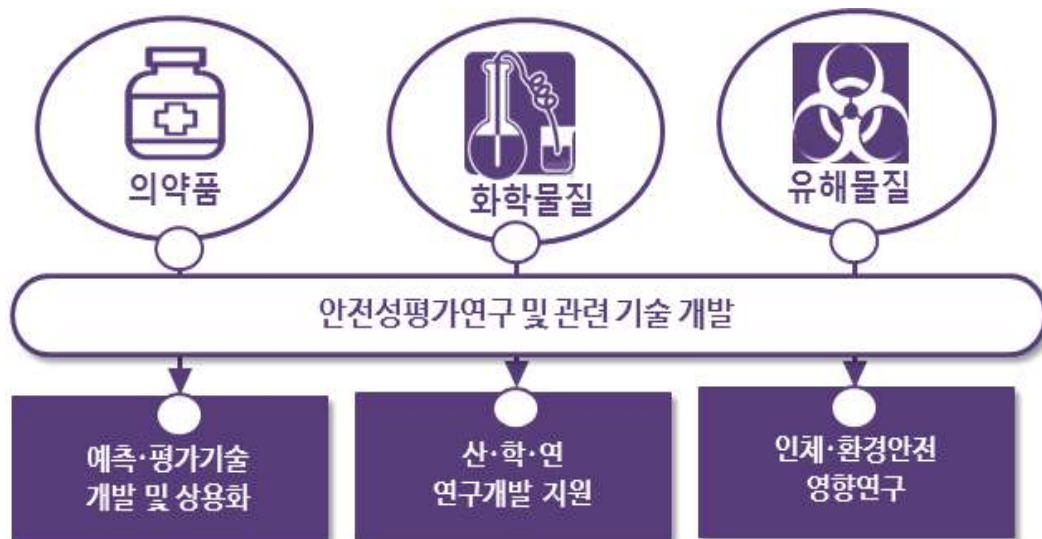 의약품
화학물질
유해물질
안전성평가연구 및 관련 기술 개발
예측·평가기술
개발 및 상용화
산·학·연
연구개발 지원
인체·환경안전
영향연구